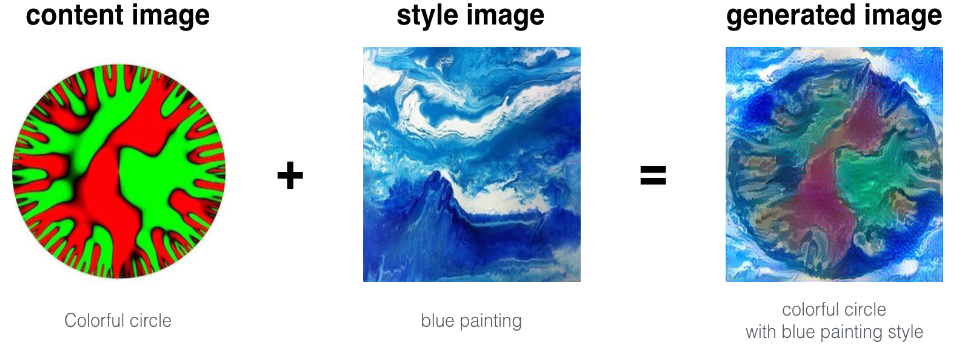 content image
style image
generated image
+
=
Colorful circle
blue painting
colorful circle
with blue painting style